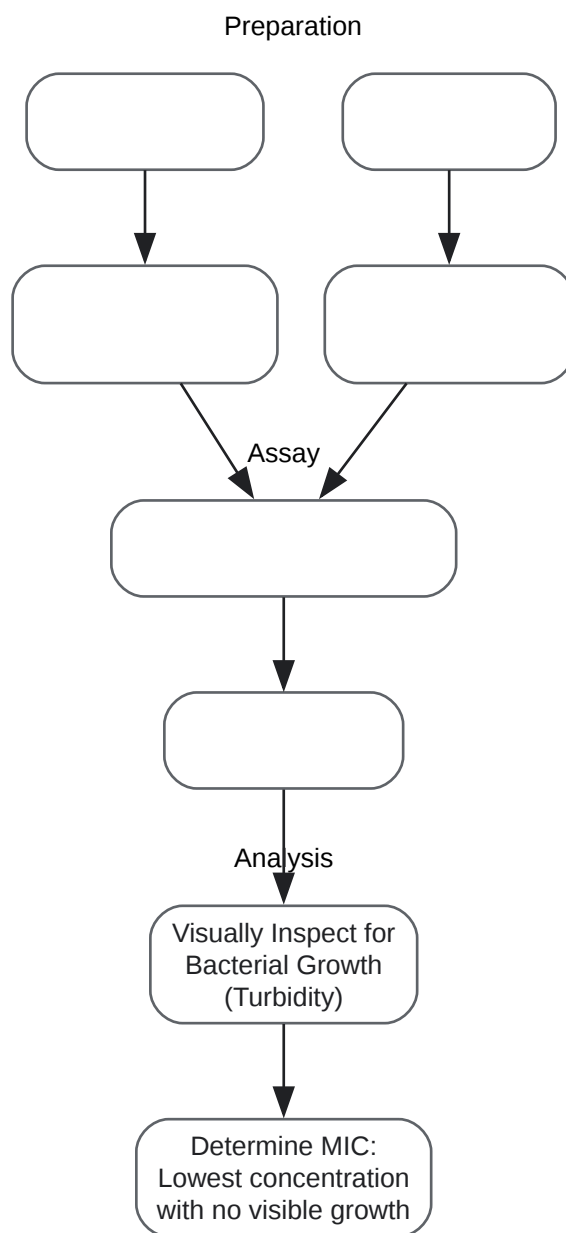 Preparation
Assay
Analysis
Visually Inspect for
Bacterial Growth
(Turbidity)
Determine MIC:
Lowest concentration
with no visible growth